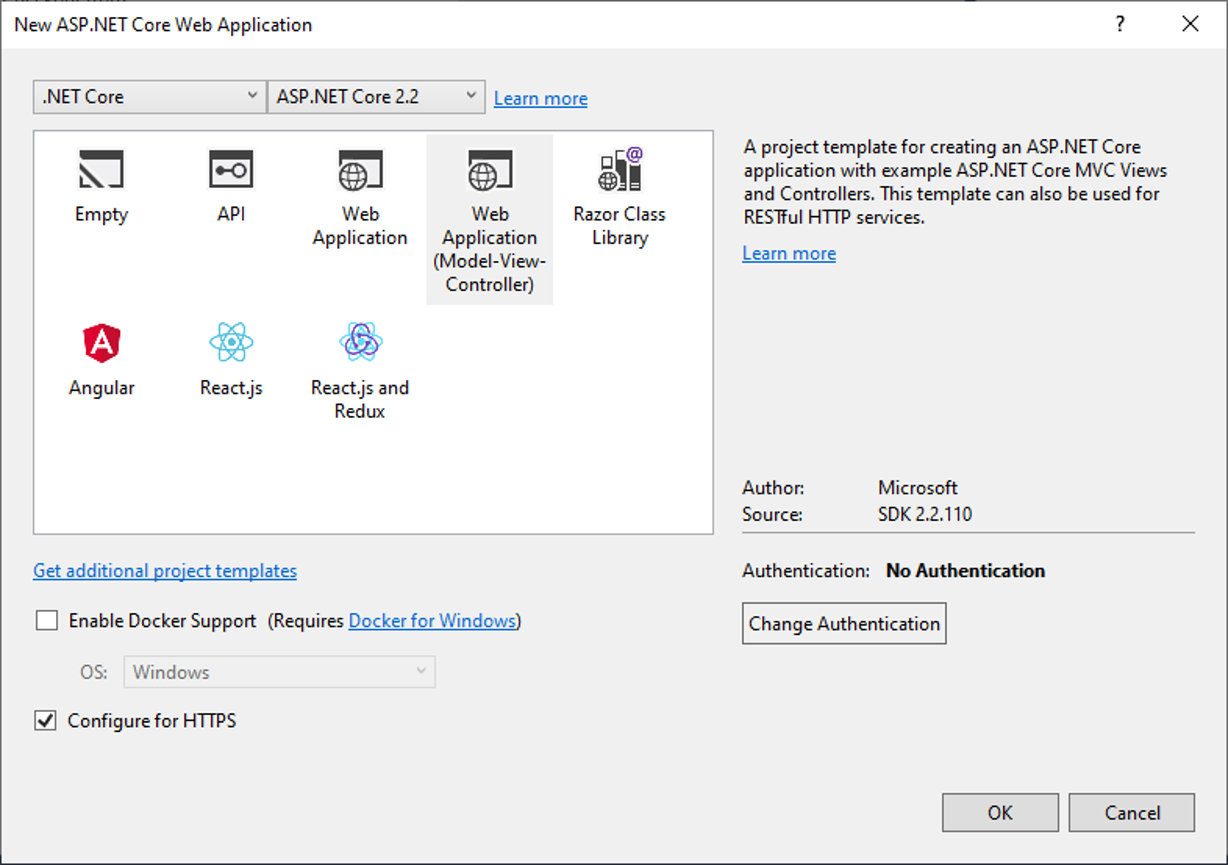 New ASP.NET Core Web Application
?
.NET Core
ASP.NET Core 2.2
Learn more
Empty
API
Web
Application
Web
Application
(Model-View-
Controller)
@
Razor Class
Library
A
Angular
React.js
React.js and
Redux
A project template for creating an ASP.NET Core
application with example ASP.NET Core MVC Views
and Controllers. This template can also be used for
RESTful HTTP services.
Learn more
Author: Microsoft
Source: SDK 2.2.110
Get additional project templates
Authentication: No Authentication
Enable Docker Support (Requires Docker for Windows)
Change Authentication
OS: Windows
Configure for HTTPS
OK
Cancel